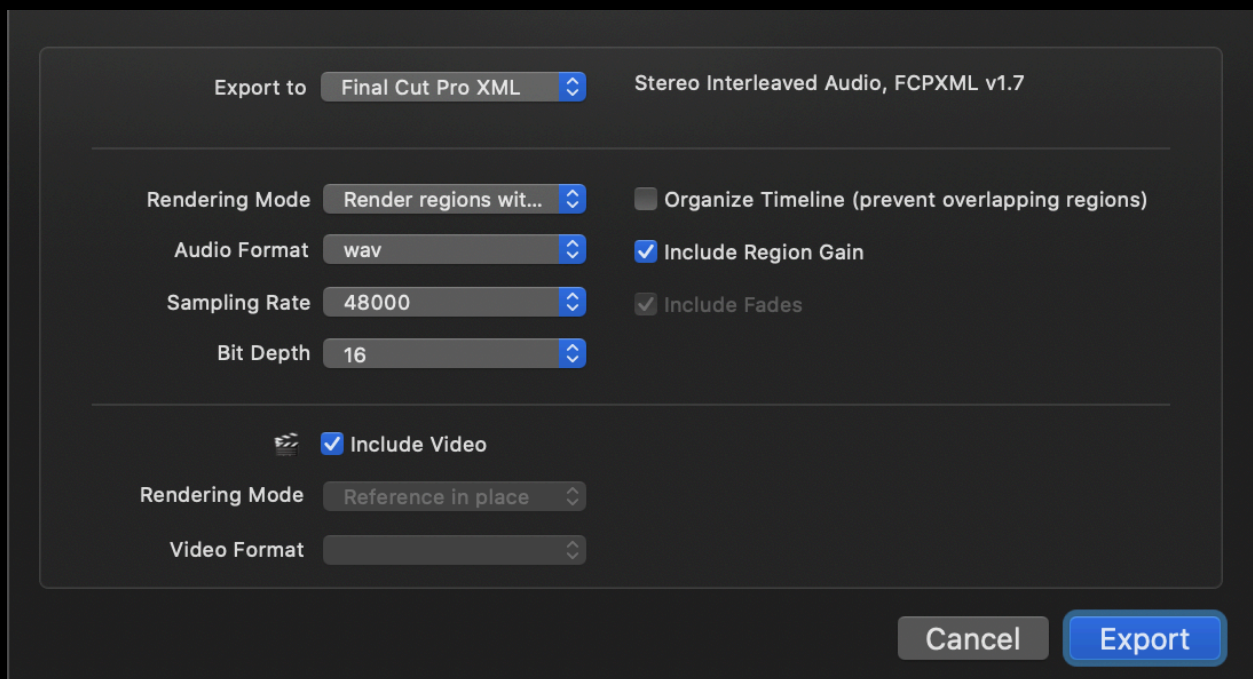 Export to Final Cut Pro XML Stereo Interleaved Audio, FCPXML v1.7
Rendering Mode Render regions wit... Organize Timeline (prevent overlapping regions)
Audio Format wav Include Region Gain
Sampling Rate 48000 Include Fades
Bit Depth 16
Include Video
Rendering Mode Reference in place
Video Format
Cancel Export